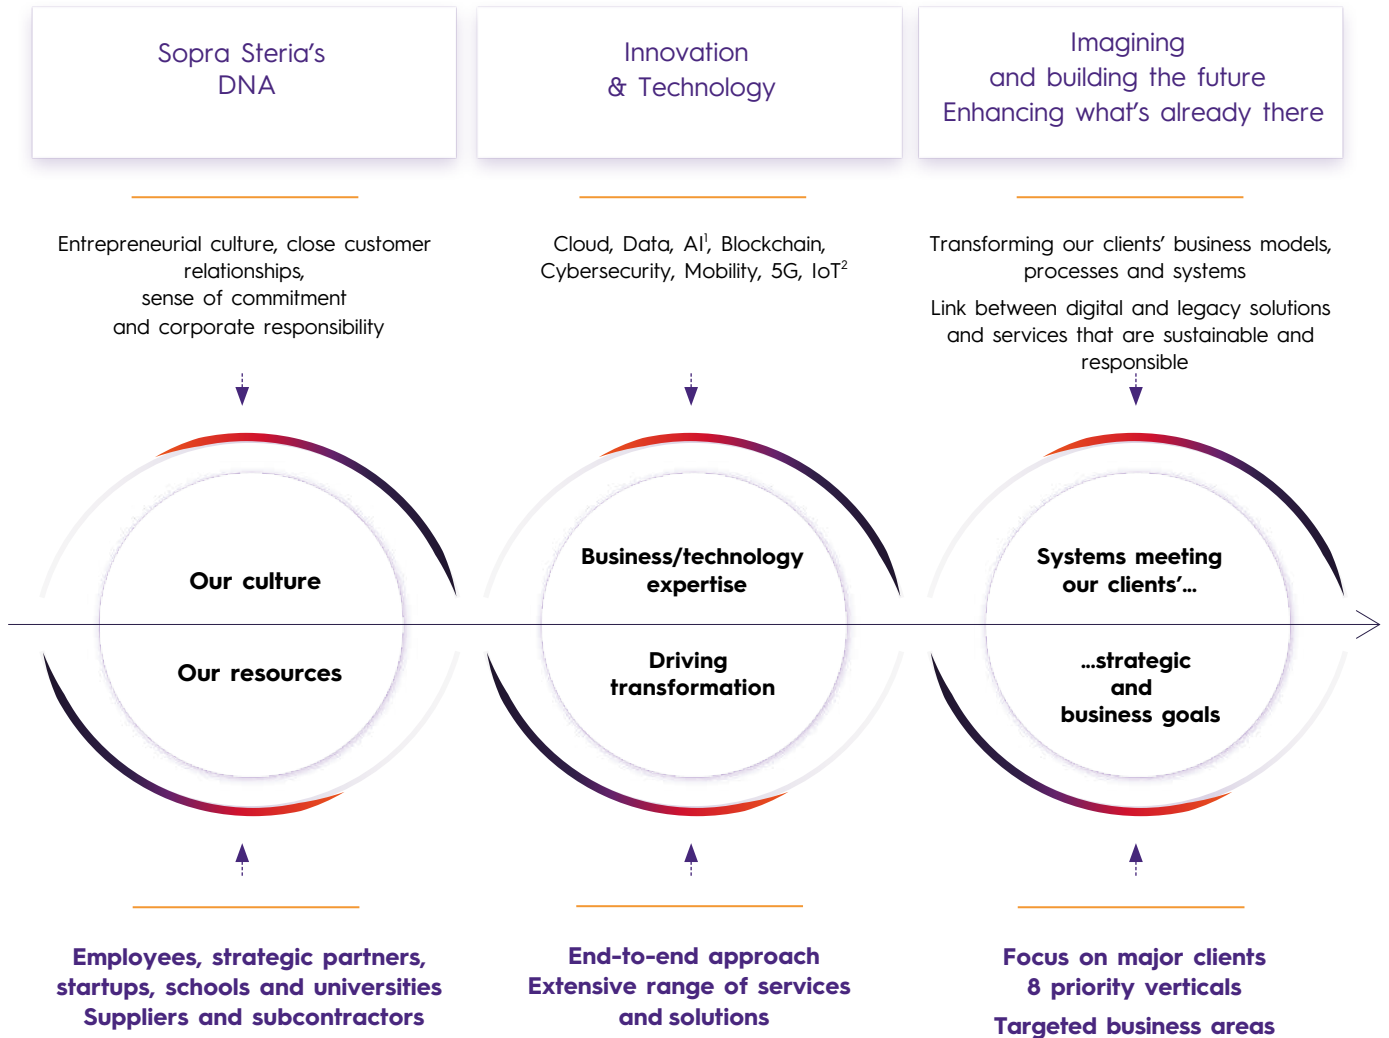 Sopra Steria's
DNA
Innovation
& Technology
Imagining
and building the future
Enhancing what's already there
Entrepreneurial culture, close customer
relationships,
sense of commitment
and corporate responsibility
Cloud, Data, AI¹, Blockchain,
Cybersecurity, Mobility, 5G, IoT²
Transforming our clients' business models,
processes and systems
Link between digital and legacy solutions
and services that are sustainable and
responsible
Our culture
Our resources
Business/technology
expertise
Driving
transformation
Systems meeting
our clients'...
...strategic
and
business goals
Employees, strategic partners,
startups, schools and universities
Suppliers and subcontractors
End-to-end approach
Extensive range of services
and solutions
Focus on major clients
8 priority verticals
Targeted business areas